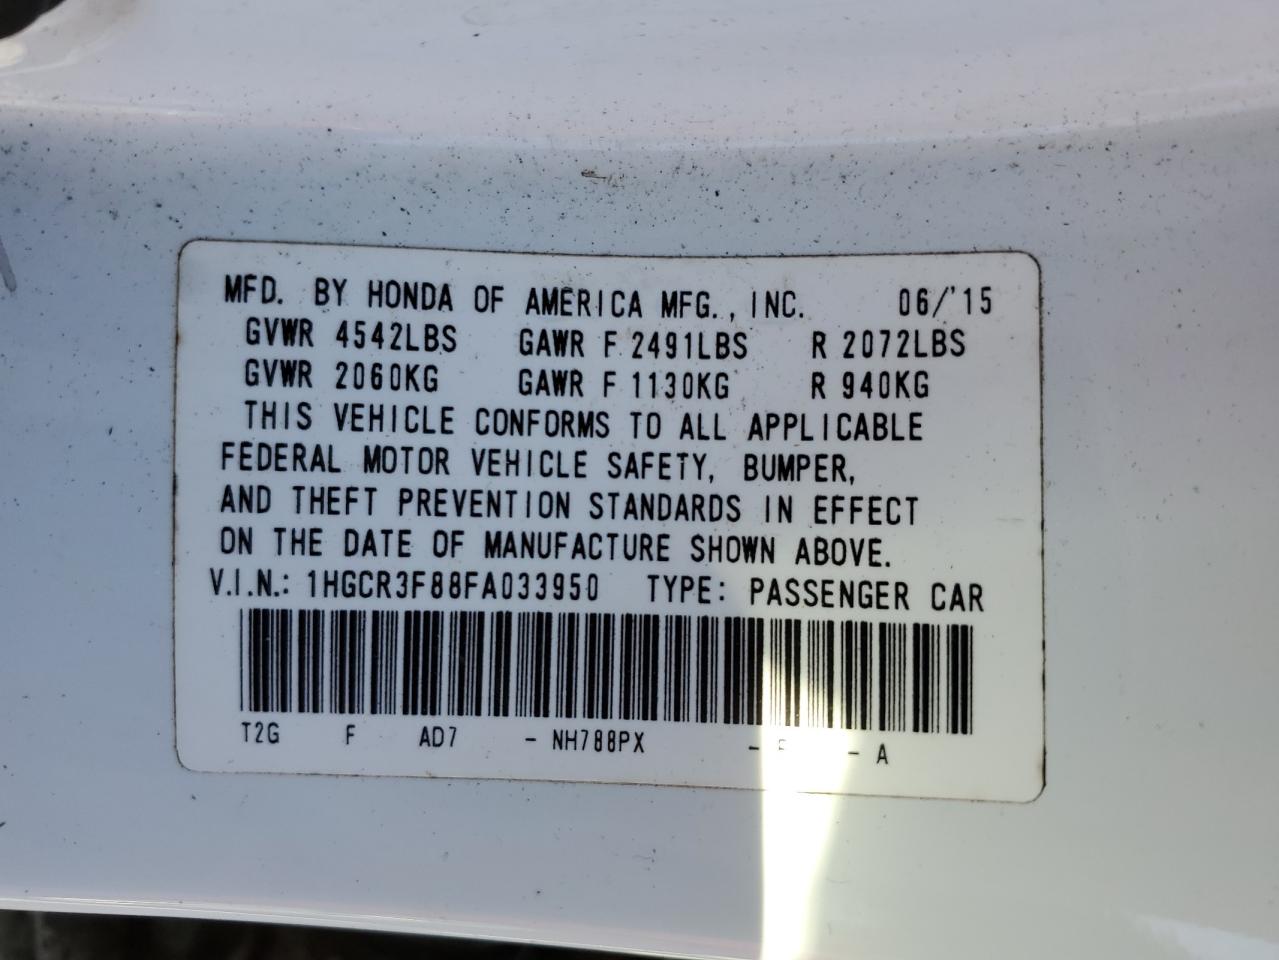 MFD. BY HONDA OF AMERICA MFG., INC. 06/'15
GVWR 4542LBS GAWR F 2491LBS R 2072LBS
GVWR 2060KG GAWR F 1130KG R 940KG
THIS VEHICLE CONFORMS TO ALL APPLICABLE
FEDERAL MOTOR VEHICLE SAFETY, BUMPER,
AND THEFT PREVENTION STANDARDS IN EFFECT
ON THE DATE OF MANUFACTURE SHOWN ABOVE.
V.I.N.: 1HGCR3F88FA033950 TYPE: PASSENGER CAR
T2G F AD7 - NH788PX - - A